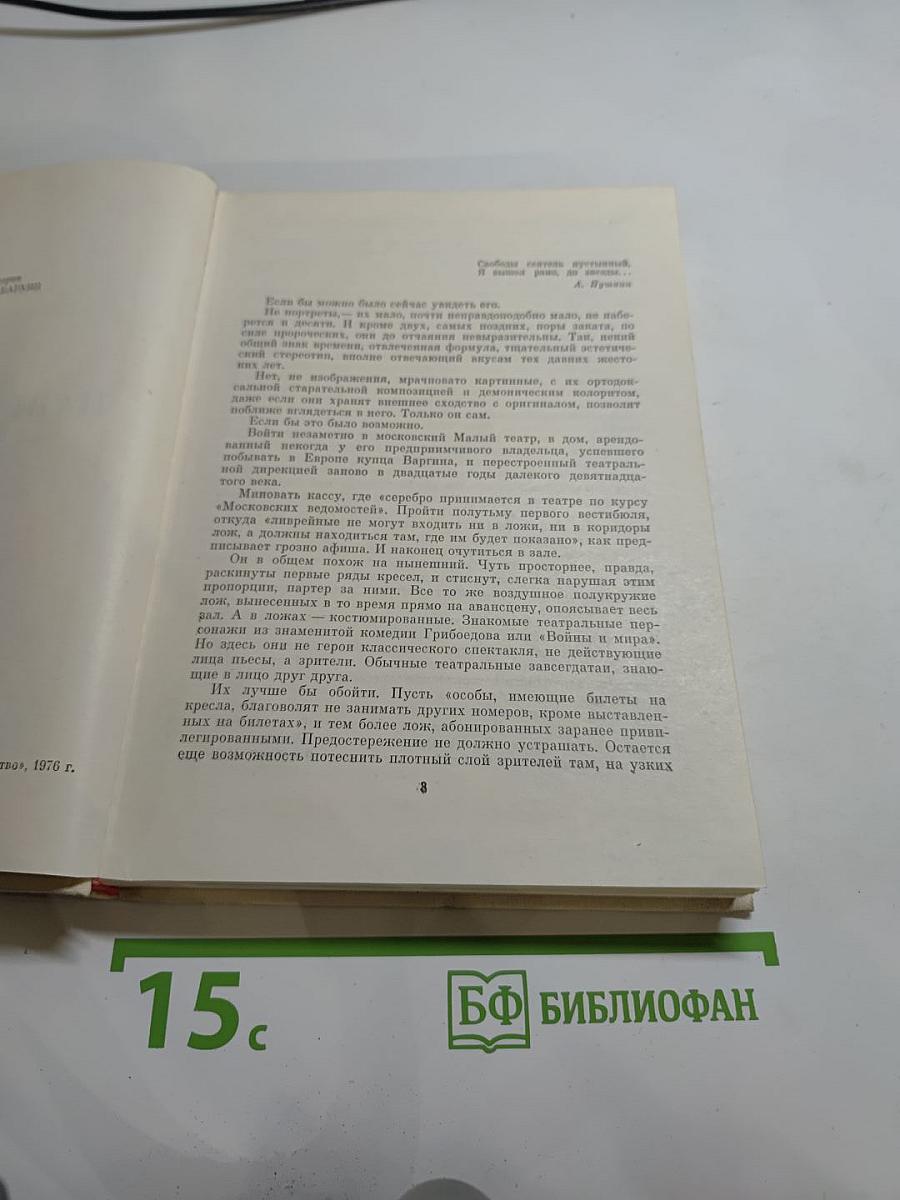 Свободы сеятель пустынный,
Я вышел рано, до звезды...
А. Пушкин
Если бы можно было сейчас увидеть его.
Не портреты,— их мало, почти неправдоподобно мало, не набе-
рется и десяти. И кроме двух, самых поздних, поры заката, по
силе пророческих, они до отчаяния невыразительны. Так, некий
общий знак времени, отвлеченная формула, тщательный эстетиче-
ский стереотип, вполне отвечающий вкусам тех давних жесто-
ких лет.
Нет, не изображения, мрачновато картинные, с их ортодок-
сальной старательной композицией и демоническим колоритом,
даже если они хранят внешнее сходство с оригиналом, позволят
поближе вглядеться в него. Только он сам.
Если бы это было возможно.
Войти незаметно в московский Малый театр, в дом, арендо-
ванный некогда у его предприимчивого владельца, успевшего
побывать в Европе купца Варгина, и перестроенный театраль-
ной дирекцией заново в двадцатые годы далекого девятнадца-
того века.
Миновать кассу, где «серебро принимается в театре по курсу
«Московских ведомостей». Пройти полутьму первого вестибюля,
откуда «ливрейные не могут входить ни в ложи, ни в коридоры
лож, а должны находиться там, где им будет показано», как пред-
писывает грозно афиша. И наконец очутиться в зале.
Он в общем похож на нынешний. Чуть просторнее, правда,
раскинуты первые ряды кресел, и стиснут, слегка нарушая этим
пропорции, партер за ними. Все то же воздушное полукружие
лож, вынесенных в то время прямо на авансцену, опоясывает весь
зал. А в ложах — костюмированные. Знакомые театральные пер-
сонажи из знаменитой комедии Грибоедова или «Войны и мира».
Но здесь они не герои классического спектакля, не действующие
лица пьесы, а зрители. Обычные театральные завсегдатаи, знаю-
щие в лицо друг друга.
Их лучше бы обойти. Пусть «особы, имеющие билеты на
кресла, благоволят не занимать других номеров, кроме выставлен-
ных на билетах», и тем более лож, абонированных заранее приви-
легированными. Предостережение не должно устрашать. Остается
еще возможность потеснить плотный слой зрителей там, на узких
тво», 1976 г.
3
15 с
БФ БИБЛИОФАН